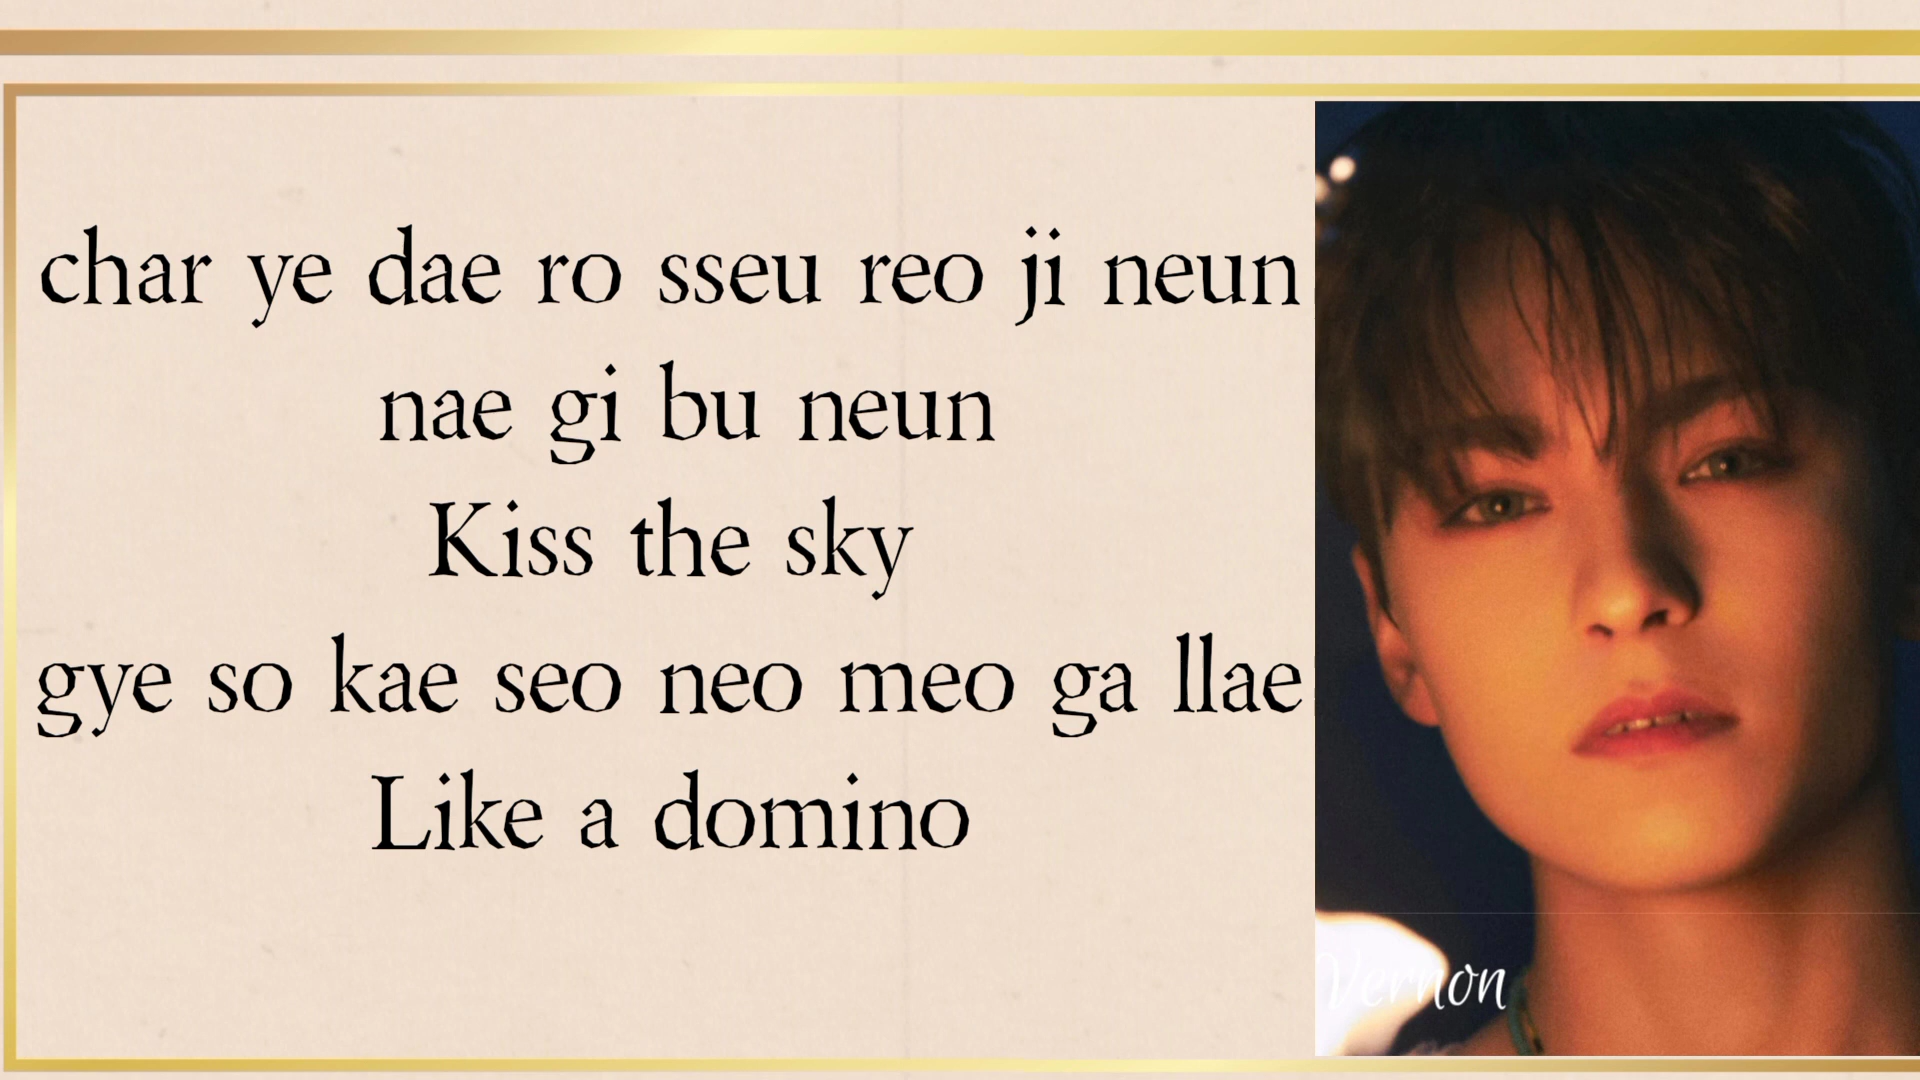 char ye dae ro sseu reo ji neun
nae gi bu neun
Kiss the sky
gye so kae seo neo meo ga llae
Like a domino
Vernon